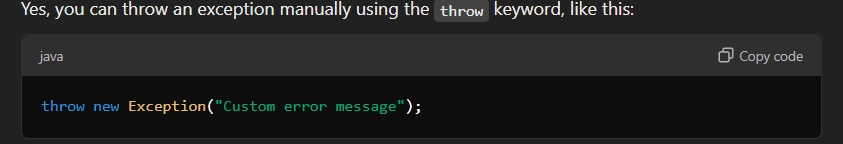 Yes, you can throw an exception manually using the throw keyword, like this:
java Copy code
throw new Exception("Custom error message");